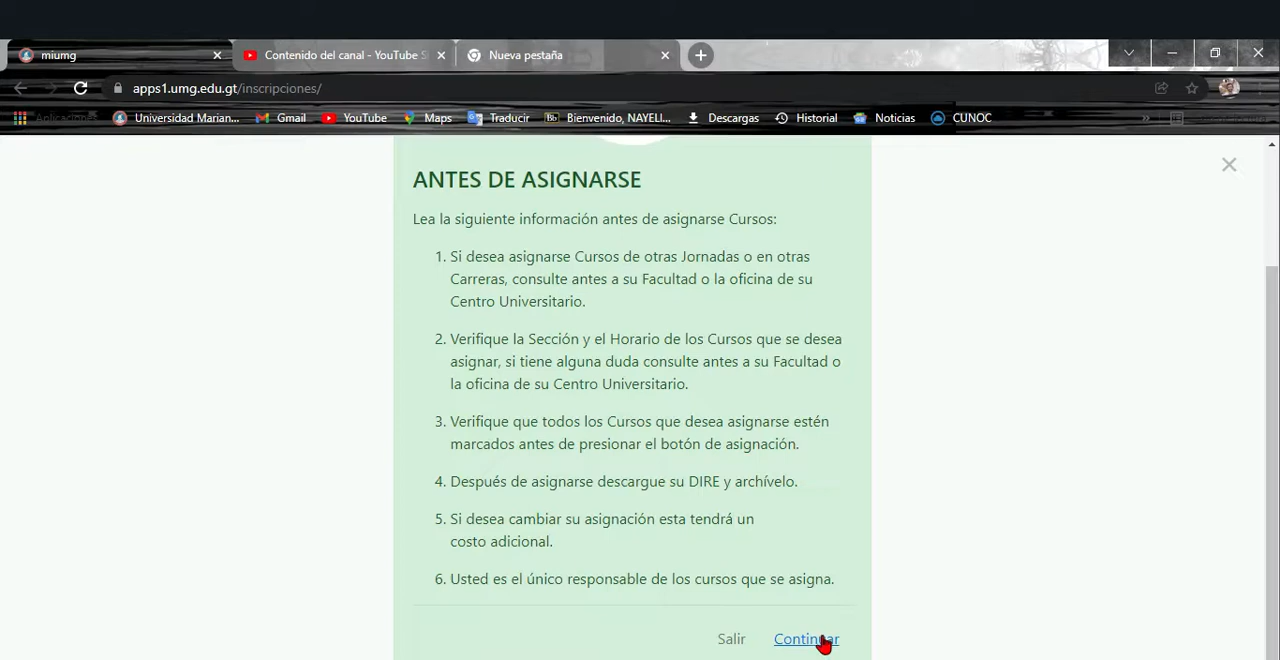 miumg
Contenido del canal - YouTube S
Nueva pestaña
apps1.umg.edu.gt/inscripciones/
Aplicaciones
Universidad Marian...
Gmail
YouTube
Maps
Traducir
Bienvenido, NAYELI...
Descargas
Historial
Noticias
CUNOC
»
ANTES DE ASIGNARSE
Lea la siguiente información antes de asignarse Cursos:
1. Si desea asignarse Cursos de otras Jornadas o en otras
Carreras, consulte antes a su Facultad o la oficina de su
Centro Universitario.
2. Verifique la Sección y el Horario de los Cursos que se desea
asignar, si tiene alguna duda consulte antes a su Facultad o
la oficina de su Centro Universitario.
3. Verifique que todos los Cursos que desea asignarse estén
marcados antes de presionar el botón de asignación.
4. Después de asignarse descargue su DIRE y archívelo.
5. Si desea cambiar su asignación esta tendrá un
costo adicional.
6. Usted es el único responsable de los cursos que se asigna.
Salir
Continuar